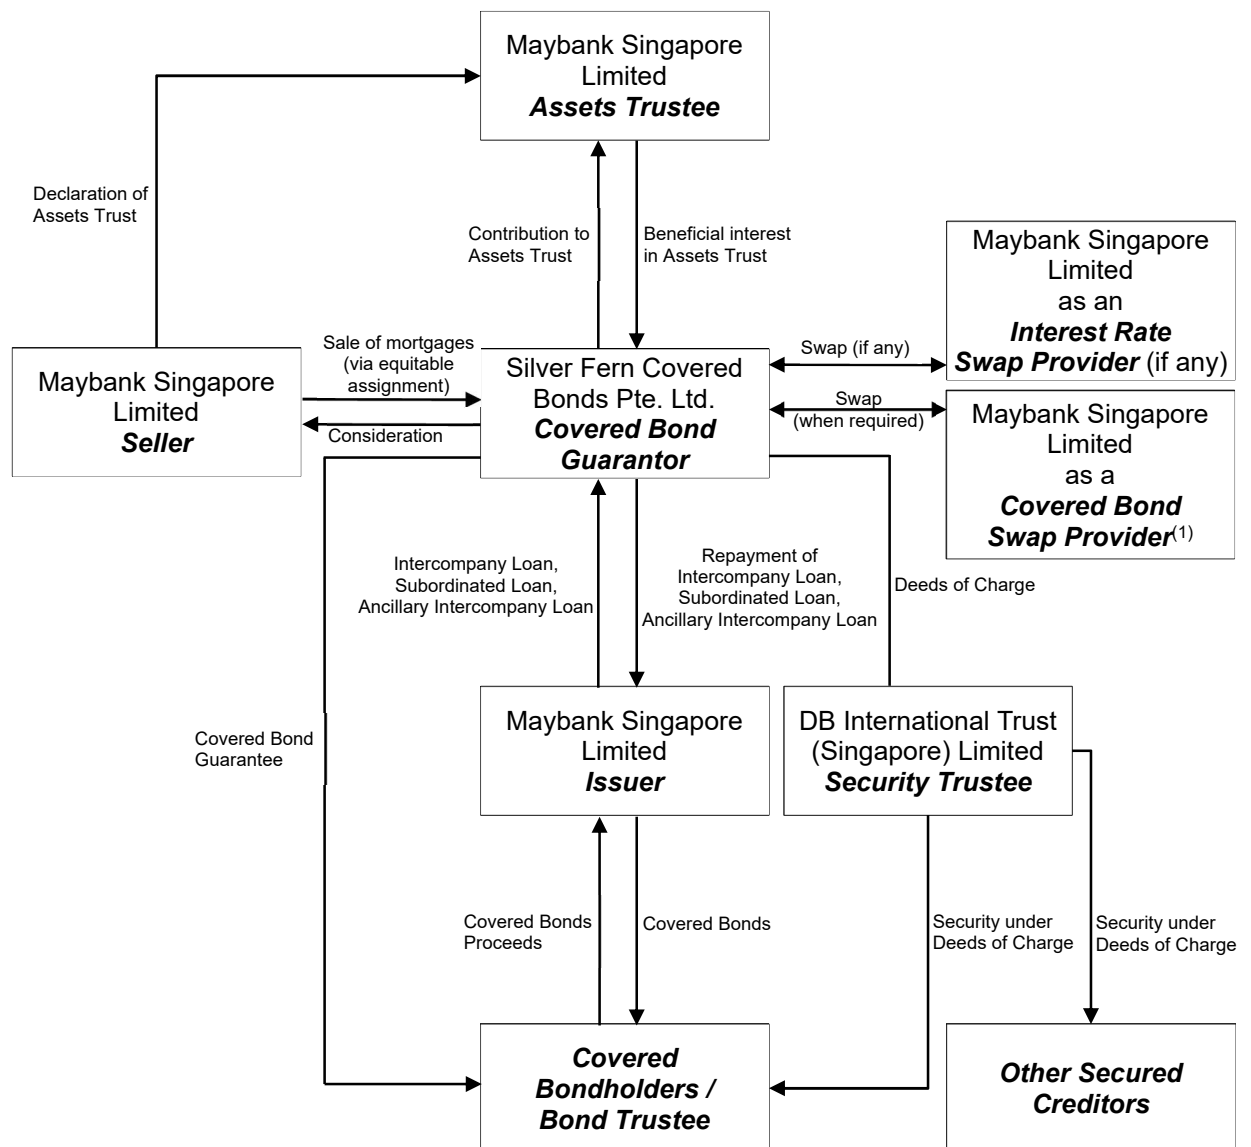 Maybank Singapore
Limited
Assets Trustee
Declaration of
Assets Trust
Contribution to
Assets Trust
Beneficial interest
in Assets Trust
Maybank Singapore
Limited
as an
Interest Rate
Swap Provider (if any)
Maybank Singapore
Limited
Seller
Sale of mortgages
(via equitable
assignment)
Consideration
Silver Fern Covered
Bonds Pte. Ltd.
Covered Bond
Guarantor
Swap (if any)
Swap
(when required)
Maybank Singapore
Limited
as a
Covered Bond
Swap Provider(1)
Intercompany Loan,
Subordinated Loan,
Ancillary Intercompany Loan
Repayment of
Intercompany Loan,
Subordinated Loan,
Ancillary Intercompany Loan
Deeds of Charge
Covered Bond
Guarantee
Maybank Singapore
Limited
Issuer
DB International Trust
(Singapore) Limited
Security Trustee
Covered Bonds
Proceeds
Covered Bonds
Security under
Deeds of Charge
Security under
Deeds of Charge
Covered
Bondholders /
Bond Trustee
Other Secured
Creditors